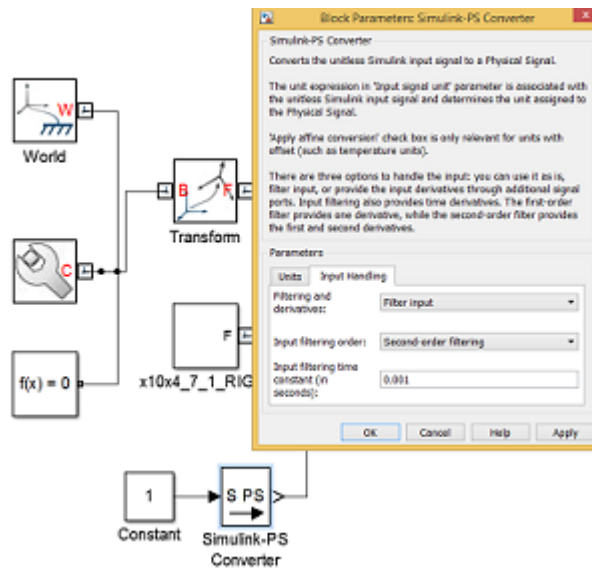 Block Parameters: Simulink-PS Converter
Simulink-PS Converter
Converts the unitless Simulink input signal to a Physical Signal.
The unit expression in 'Input signal unit' parameter is associated with
the unitless Simulink input signal and determines the unit assigned to
the Physical Signal.
'Apply affine conversion' check box is only relevant for units with
offset (such as temperature units).
There are three options to handle the input: you can use it as is,
filter input, or provide the input derivatives through additional signal
ports. Input filtering also provides time derivatives. The first-order
filter provides one derivative, while the second-order filter provides
the first and second derivatives.
Parameters
Units Input Handling
Filtering and
derivatives: Filter input
Input filtering order: Second-order filtering
Input filtering time
constant (in
seconds): 0.001
OK Cancel Help Apply
W
World
B F
Transform
C
F
x10x4_7_1_RIG
f(x) = 0
1
Constant
S PS
Simulink-PS
Converter